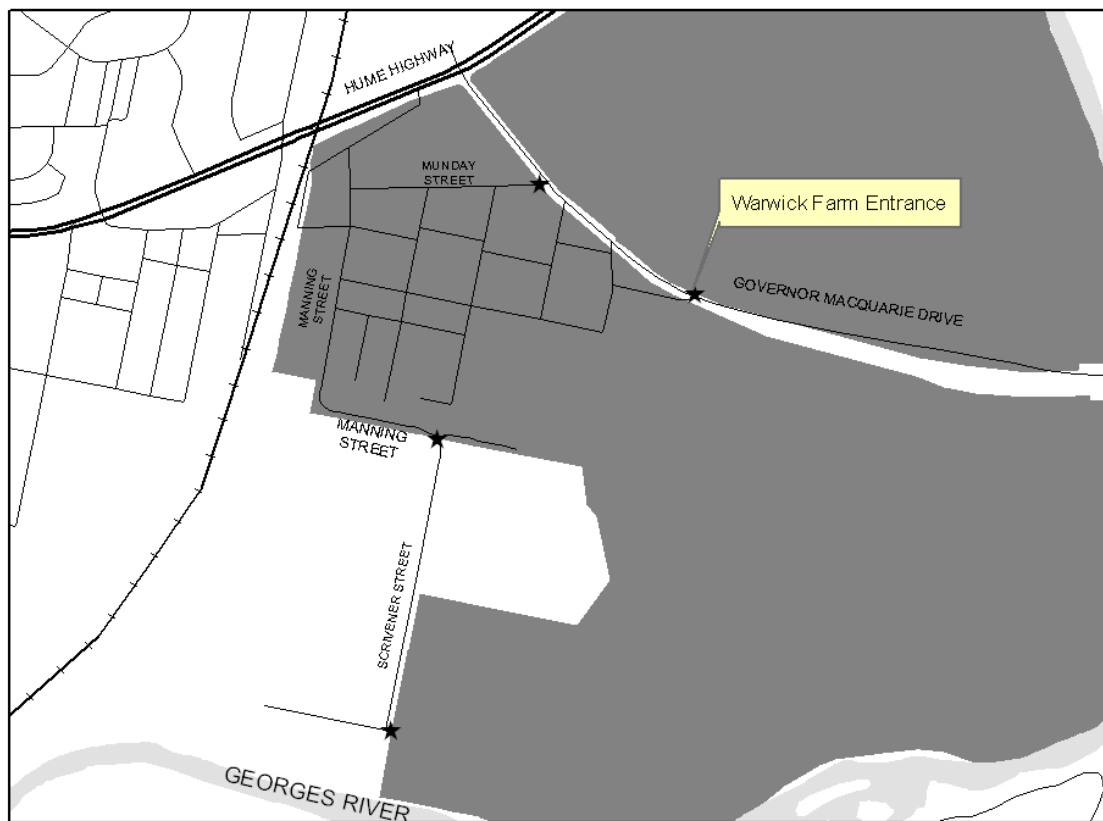 HUME HIGHWAY
MUNDAY
STREET
Warwick Farm Entrance
GOVERNOR MACQUARIE DRIVE
MANNING
STREET
MANNING
STREET
SCRIVENER STREET
GEORGES RIVER